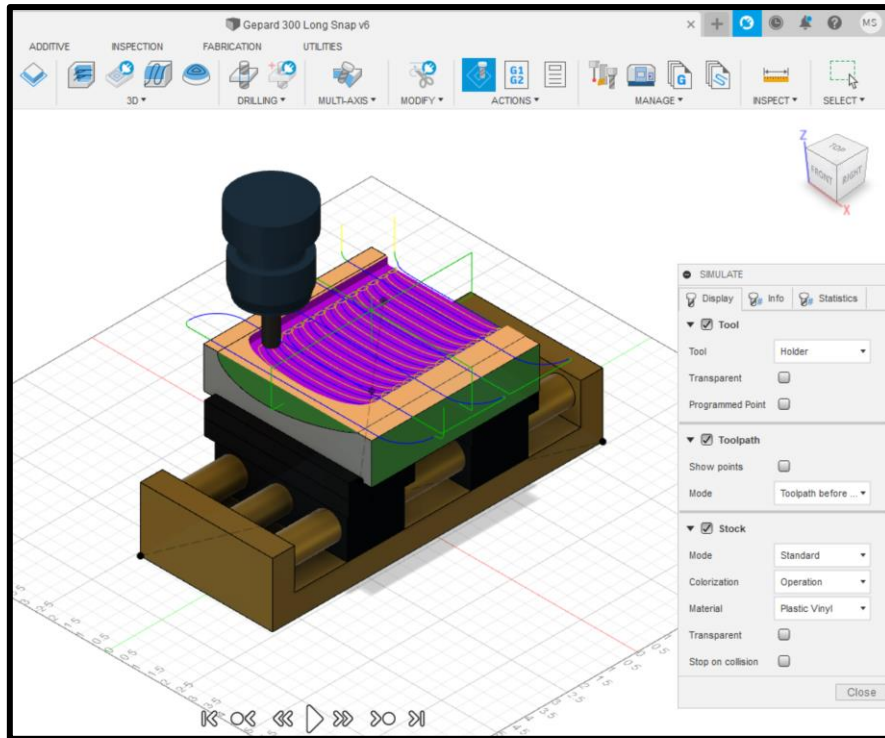 Gepard 300 Long Snap v6
MS
ADDITIVE INSPECTION FABRICATION UTILITIES
G1
G2
G
3D DRILLING MULTI-AXIS MODIFY ACTIONS MANAGE INSPECT SELECT
Z
TOP
FRONT RIGHT
X
SIMULATE
Display Info Statistics
Tool
Tool Holder
Transparent
Programmed Point
Toolpath
Show points
Mode Toolpath before ...
Stock
Mode Standard
Colorization Operation
Material Plastic Vinyl
Transparent
Stop on collision
Close